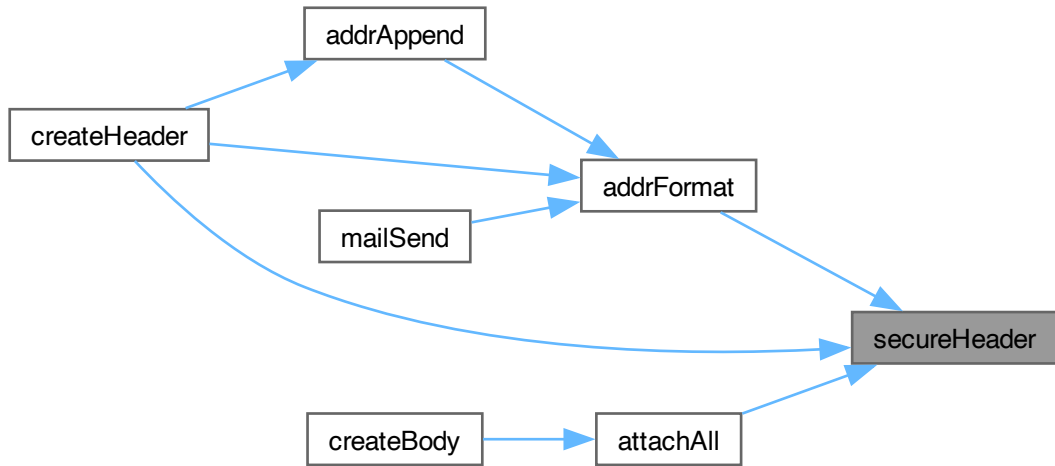 addrAppend
createHeader
addrFormat
mailSend
secureHeader
createBody
attachAll